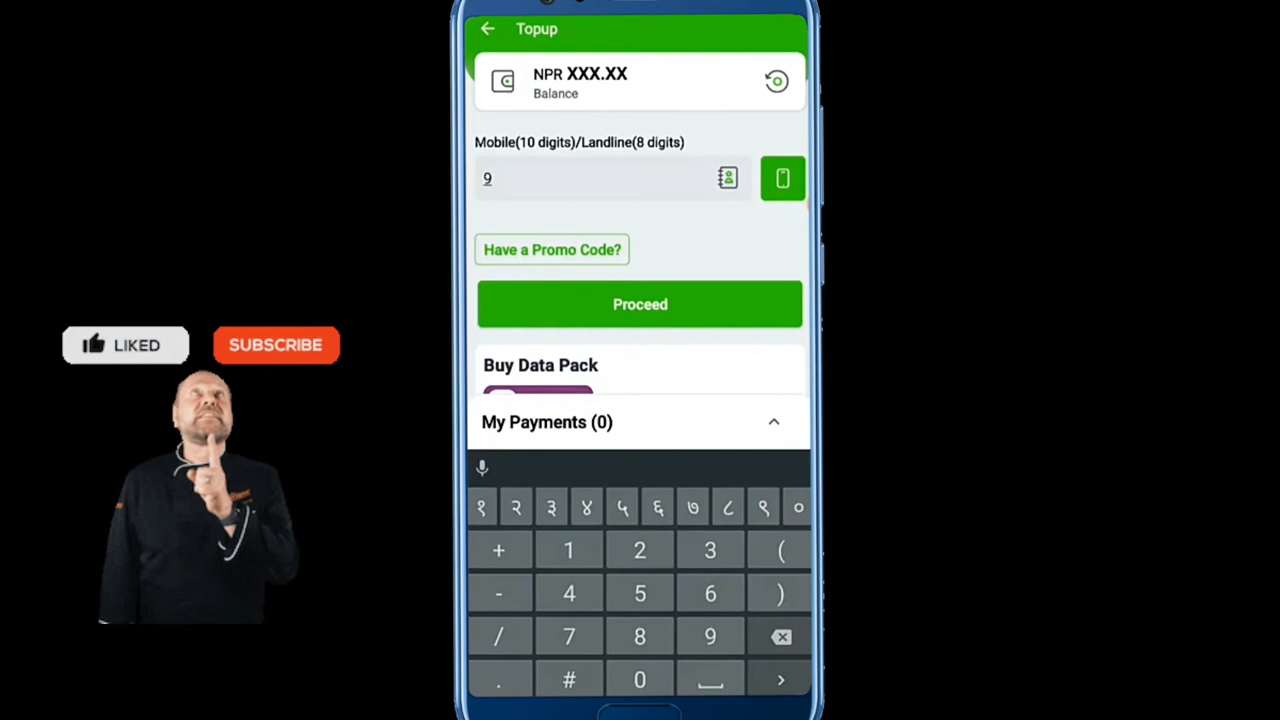 Topup
NPR XXX.XX
Balance
Mobile(10 digits)/Landline(8 digits)
9
Have a Promo Code?
Proceed
Buy Data Pack
My Payments (0)
LIKED
SUBSCRIBE
१ २ ३ ४ ५ ६ ७ ८ ९ ०
+ 1 2 3 (
- 4 5 6 )
/ 7 8 9
. # 0 >